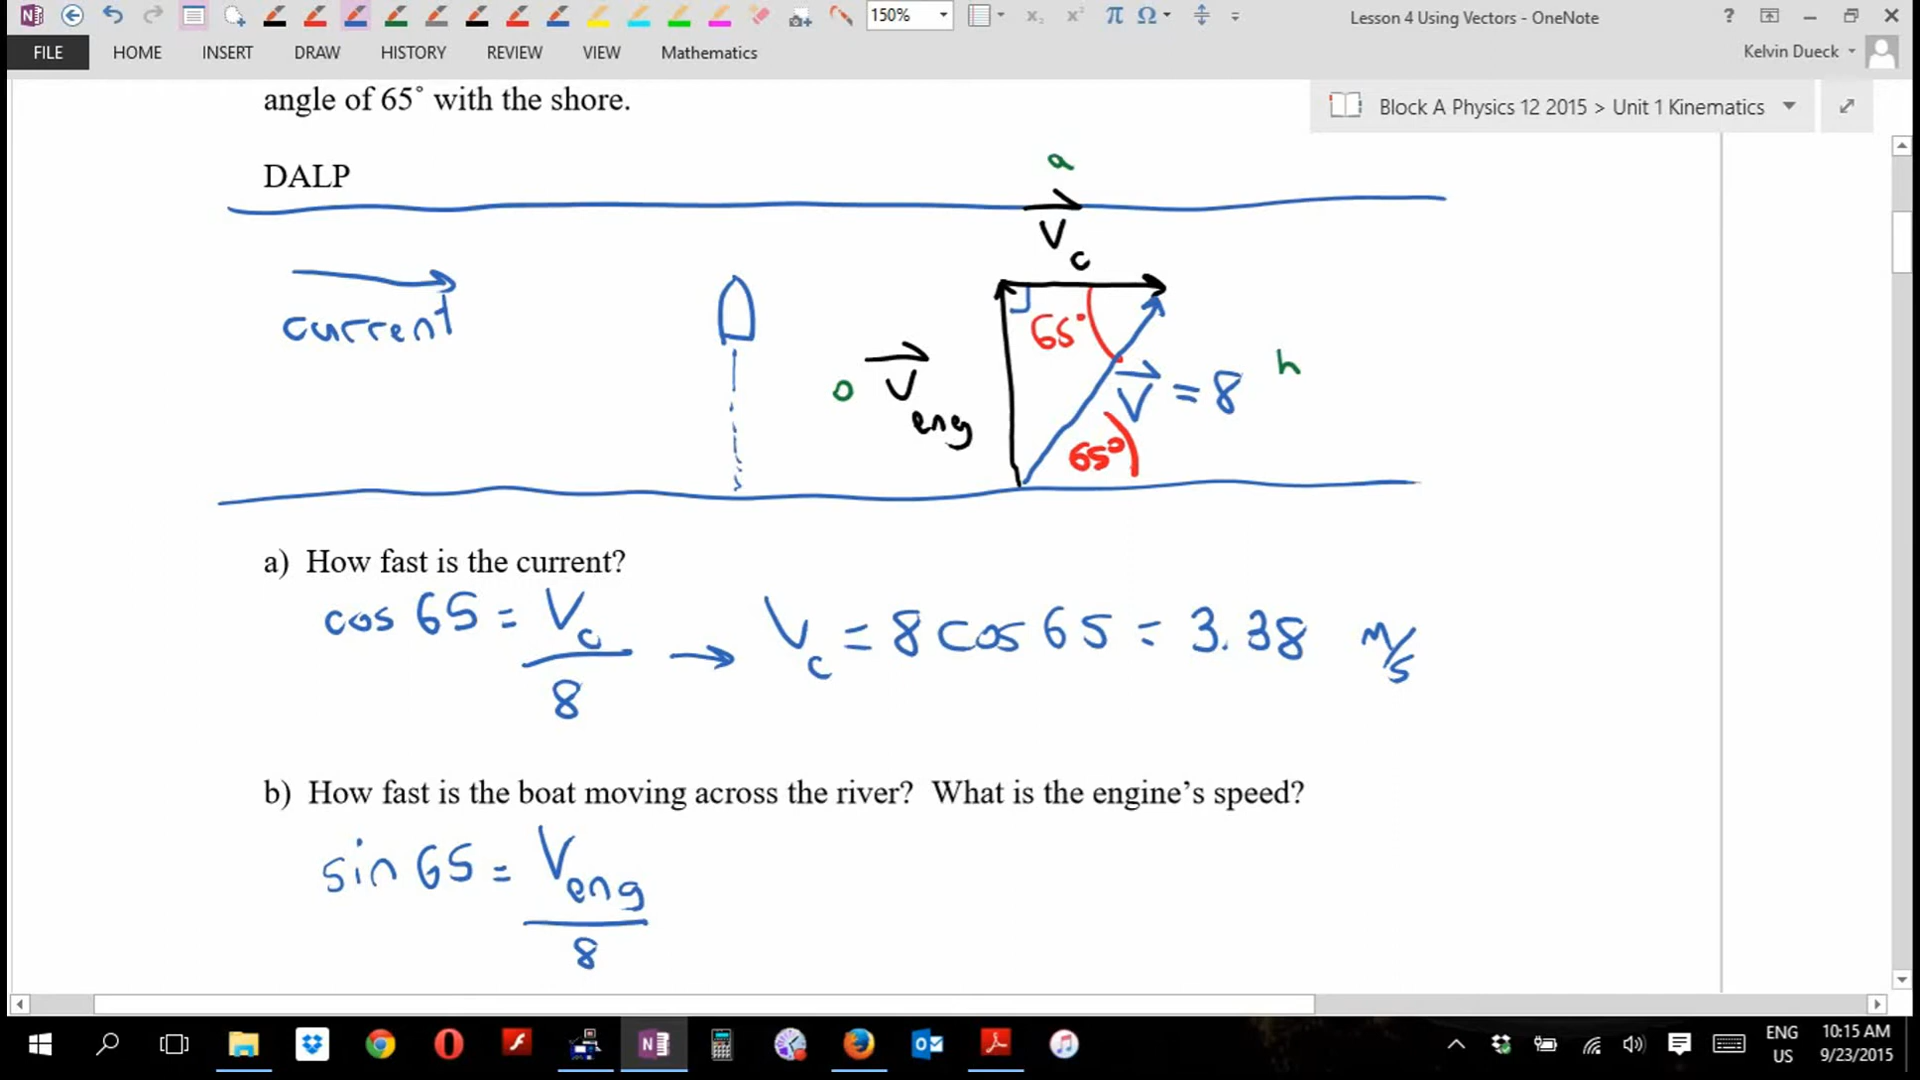 150% Lesson 4 Using Vectors - OneNote
FILE HOME INSERT DRAW HISTORY REVIEW VIEW Mathematics Kelvin Dueck
angle of 65° with the shore.
Block A Physics 12 2015 > Unit 1 Kinematics
DALP
a
V c
current
65°
o V eng
V = 8 h
65°
a) How fast is the current?
cos 65 = Vc / 8 → Vc = 8 cos 65 = 3.38 m/s
b) How fast is the boat moving across the river? What is the engine’s speed?
sin 65 = Veng / 8
ENG 10:15 AM
US 9/23/2015